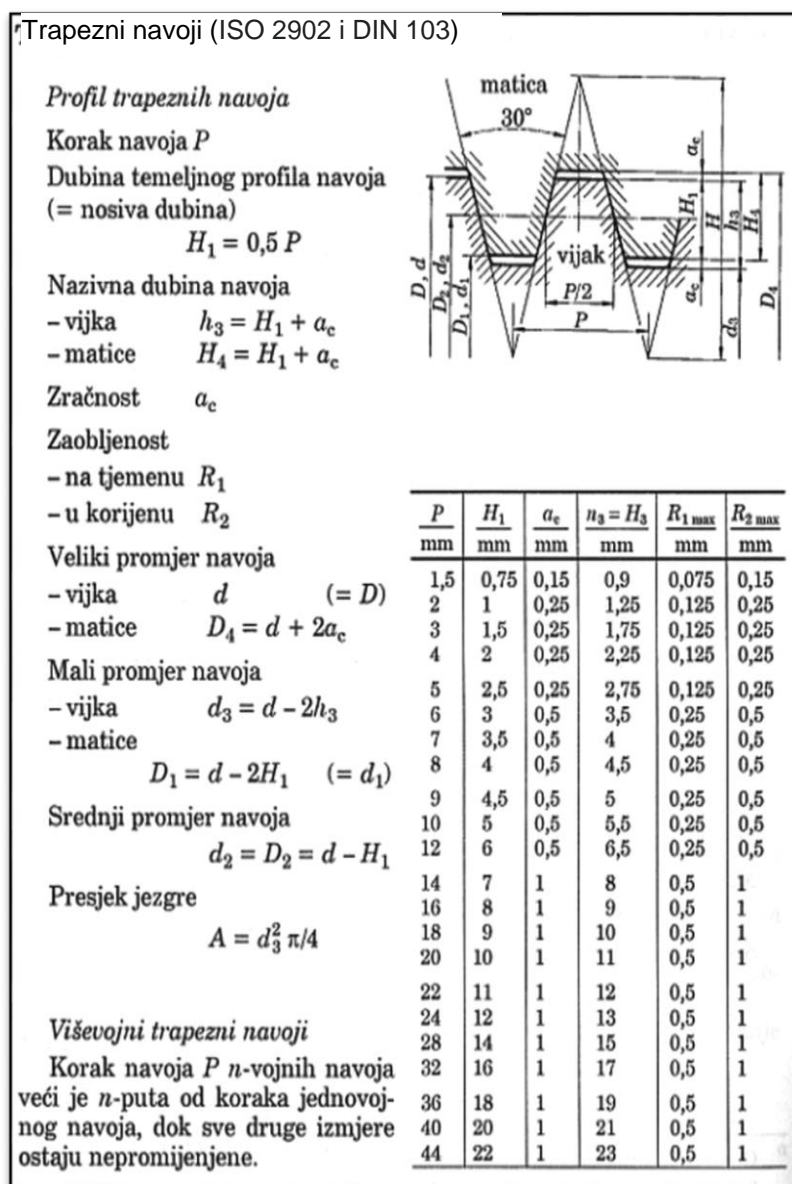 Trapezni navoji (ISO 2902 i DIN 103)
Profil trapeznih navoja
Korak navoja P
Dubina temeljnog profila navoja
(= nosiva dubina)
H₁ = 0,5 P
Nazivna dubina navoja
– vijka h₃ = H₁ + a꜀
– matice H₄ = H₁ + a꜀
Zračnost a꜀
Zaobljenost
– na tjemenu R₁
– u korijenu R₂
Veliki promjer navoja
– vijka d (= D)
– matice D₄ = d + 2a꜀
Mali promjer navoja
– vijka d₃ = d – 2h₃
– matice
D₁ = d – 2H₁ (= d₁)
Srednji promjer navoja
d₂ = D₂ = d – H₁
Presjek jezgre
A = d₃² π/4
Viševojni trapezni navoji
Korak navoja P n-vojnih navoja
veći je n-puta od koraka jednovoj-
nog navoja, dok sve druge izmjere
ostaju nepromijenjene.
matica
30°
a꜀
H₁
H
h₃
H₄
vijak
P/2
P
D, d
D₂, d₂
D₁, d₁
a꜀
d₃
D₄
P H₁ a꜀ n₃ = H₃ R₁ max R₂ max
mm mm mm mm mm mm
1,5 0,75 0,15 0,9 0,075 0,15
2 1 0,25 1,25 0,125 0,25
3 1,5 0,25 1,75 0,125 0,25
4 2 0,25 2,25 0,125 0,25
5 2,5 0,25 2,75 0,125 0,25
6 3 0,5 3,5 0,25 0,5
7 3,5 0,5 4 0,25 0,5
8 4 0,5 4,5 0,25 0,5
9 4,5 0,5 5 0,25 0,5
10 5 0,5 5,5 0,25 0,5
12 6 0,5 6,5 0,25 0,5
14 7 1 8 0,5 1
16 8 1 9 0,5 1
18 9 1 10 0,5 1
20 10 1 11 0,5 1
22 11 1 12 0,5 1
24 12 1 13 0,5 1
28 14 1 15 0,5 1
32 16 1 17 0,5 1
36 18 1 19 0,5 1
40 20 1 21 0,5 1
44 22 1 23 0,5 1